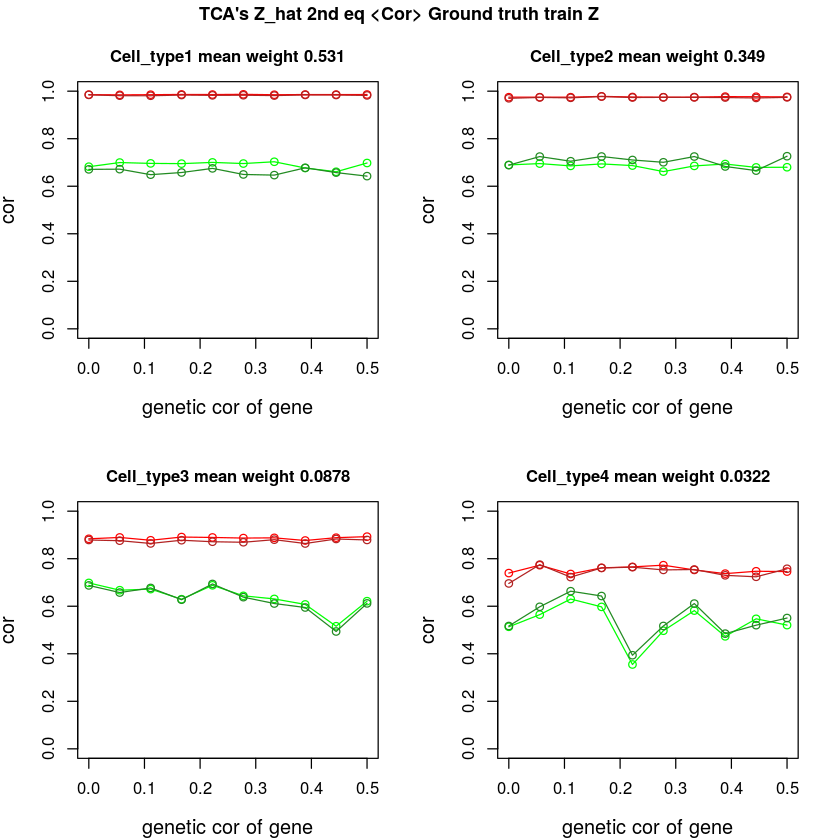 TCA's Z_hat 2nd eq <Cor> Ground truth train Z
Cell_type1 mean weight 0.531
cor
1.0
0.8
0.6
0.4
0.2
0.0
0.0 0.1 0.2 0.3 0.4 0.5
genetic cor of gene
Cell_type2 mean weight 0.349
cor
1.0
0.8
0.6
0.4
0.2
0.0
0.0 0.1 0.2 0.3 0.4 0.5
genetic cor of gene
Cell_type3 mean weight 0.0878
cor
1.0
0.8
0.6
0.4
0.2
0.0
0.0 0.1 0.2 0.3 0.4 0.5
genetic cor of gene
Cell_type4 mean weight 0.0322
cor
1.0
0.8
0.6
0.4
0.2
0.0
0.0 0.1 0.2 0.3 0.4 0.5
genetic cor of gene